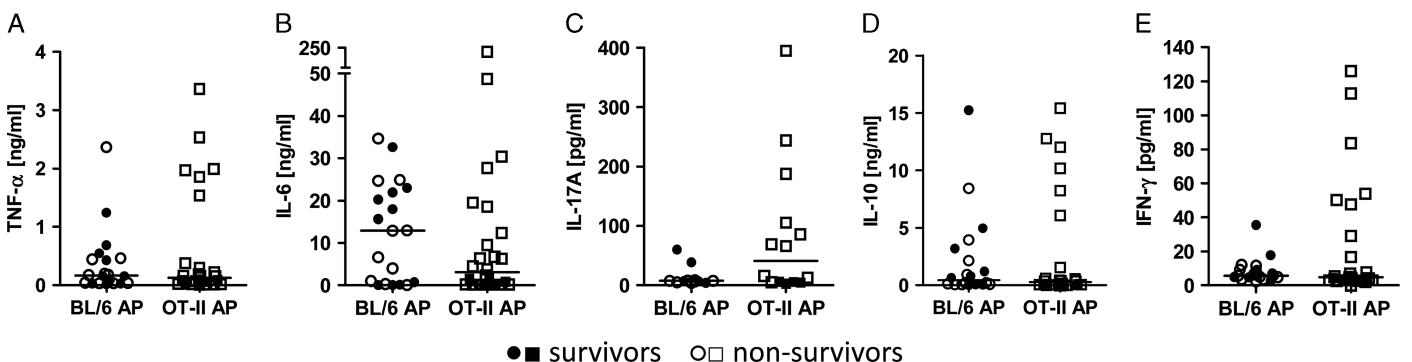 A
TNF-α [ng/ml]
4
3
2
1
0
BL/6 AP OT-II AP
B
IL-6 [ng/ml]
250
50
40
30
20
10
0
BL/6 AP OT-II AP
C
IL-17A [pg/ml]
400
300
200
100
0
BL/6 AP OT-II AP
D
IL-10 [ng/ml]
20
15
10
5
0
BL/6 AP OT-II AP
E
IFN-γ [pg/ml]
140
120
100
80
60
40
20
0
BL/6 AP OT-II AP
survivors non-survivors